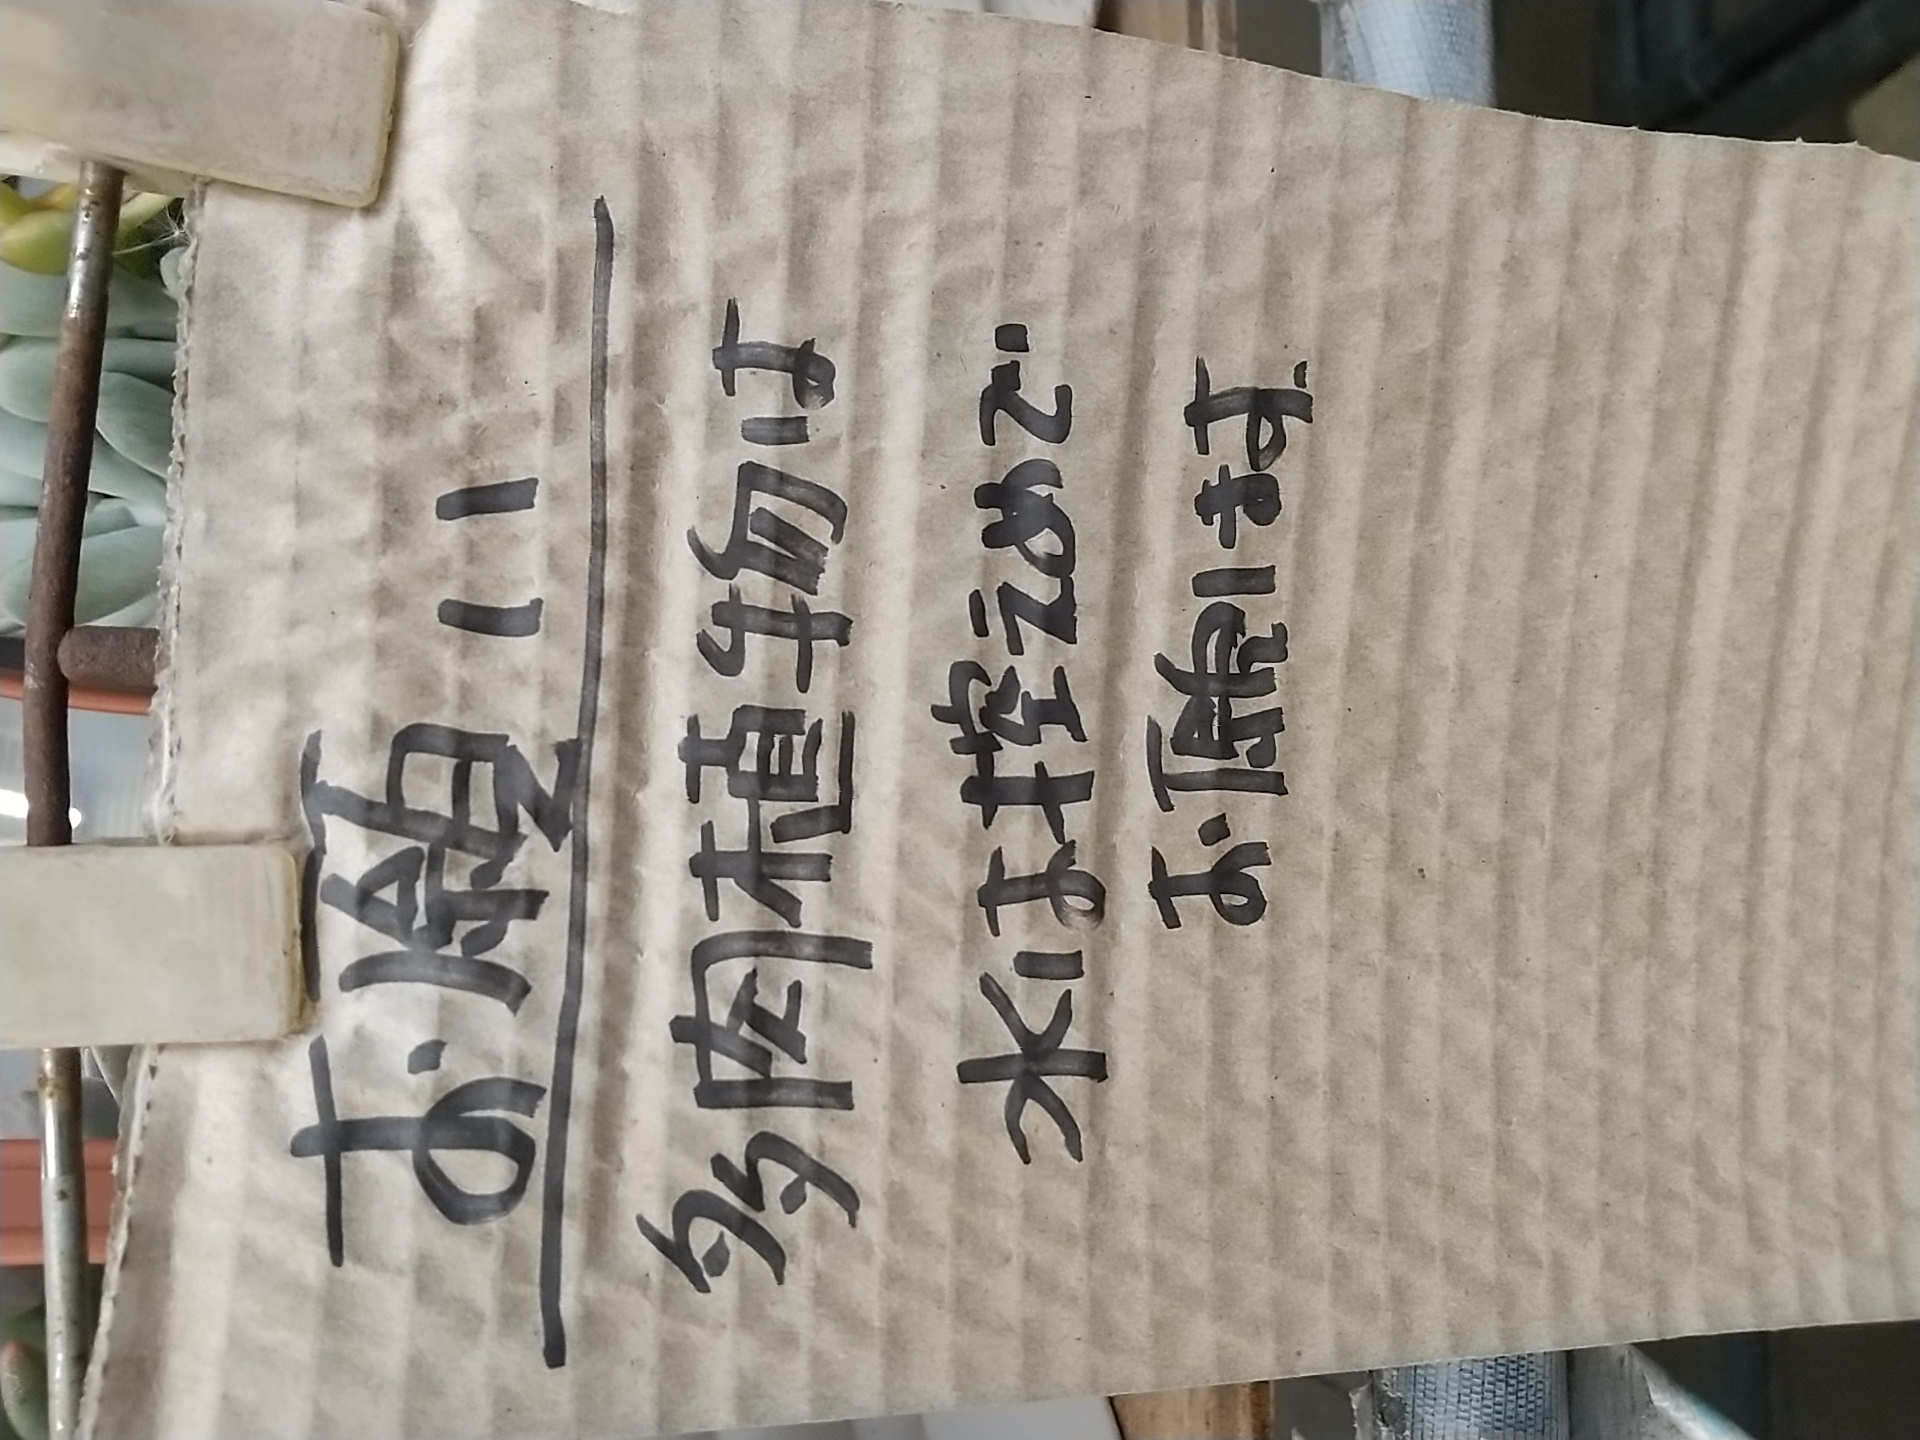 お願い
多肉植物は
水は控えめで
お願します.